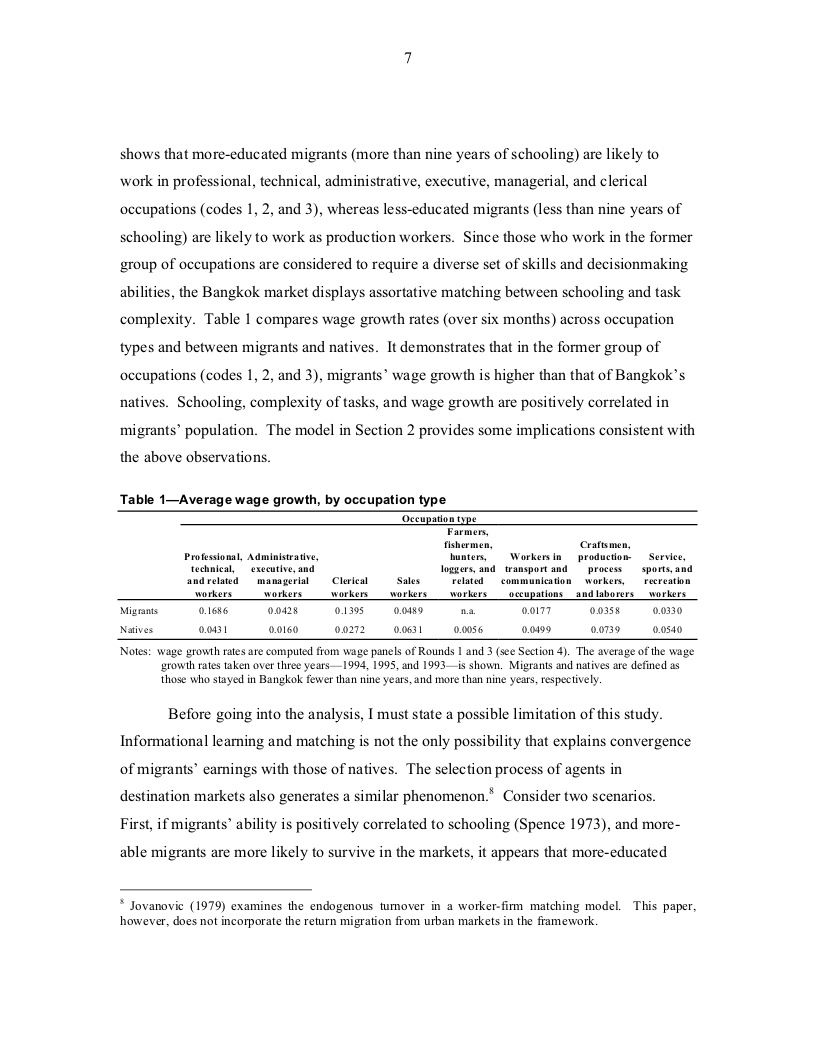 7
shows that more-educated migrants (more than nine years of schooling) are likely to
work in professional, technical, administrative, executive, managerial, and clerical
occupations (codes 1, 2, and 3), whereas less-educated migrants (less than nine years of
schooling) are likely to work as production workers.  Since those who work in the former
group of occupations are considered to require a diverse set of skills and decisionmaking
abilities, the Bangkok market displays assortative matching between schooling and task
complexity.  Table 1 compares wage growth rates (over six months) across occupation
types and between migrants and natives.  It demonstrates that in the former group of
occupations (codes 1, 2, and 3), migrants’ wage growth is higher than that of Bangkok’s
natives.  Schooling, complexity of tasks, and wage growth are positively correlated in
migrants’ population.  The model in Section 2 provides some implications consistent with
the above observations.
Table 1—Average wage growth, by occupation type
Occupation type
Farmers,
fishermen, Craftsmen,
Professional, Administrative, hunters, Workers in production- Service,
technical, executive, and loggers, and transport and process sports, and
and related managerial Clerical Sales related communication workers, recreation
workers workers workers workers workers occupations and laborers workers
Migrants 0.1686 0.0428 0.1395 0.0489 n.a. 0.0177 0.0358 0.0330
Natives 0.0431 0.0160 0.0272 0.0631 0.0056 0.0499 0.0739 0.0540
Notes:  wage growth rates are computed from wage panels of Rounds 1 and 3 (see Section 4).  The average of the wage
growth rates taken over three years—1994, 1995, and 1993—is shown.  Migrants and natives are defined as
those who stayed in Bangkok fewer than nine years, and more than nine years, respectively.
Before going into the analysis, I must state a possible limitation of this study.
Informational learning and matching is not the only possibility that explains convergence
of migrants’ earnings with those of natives.  The selection process of agents in
destination markets also generates a similar phenomenon.⁸  Consider two scenarios.
First, if migrants’ ability is positively correlated to schooling (Spence 1973), and more-
able migrants are more likely to survive in the markets, it appears that more-educated
⁸ Jovanovic (1979) examines the endogenous turnover in a worker-firm matching model.  This paper,
however, does not incorporate the return migration from urban markets in the framework.